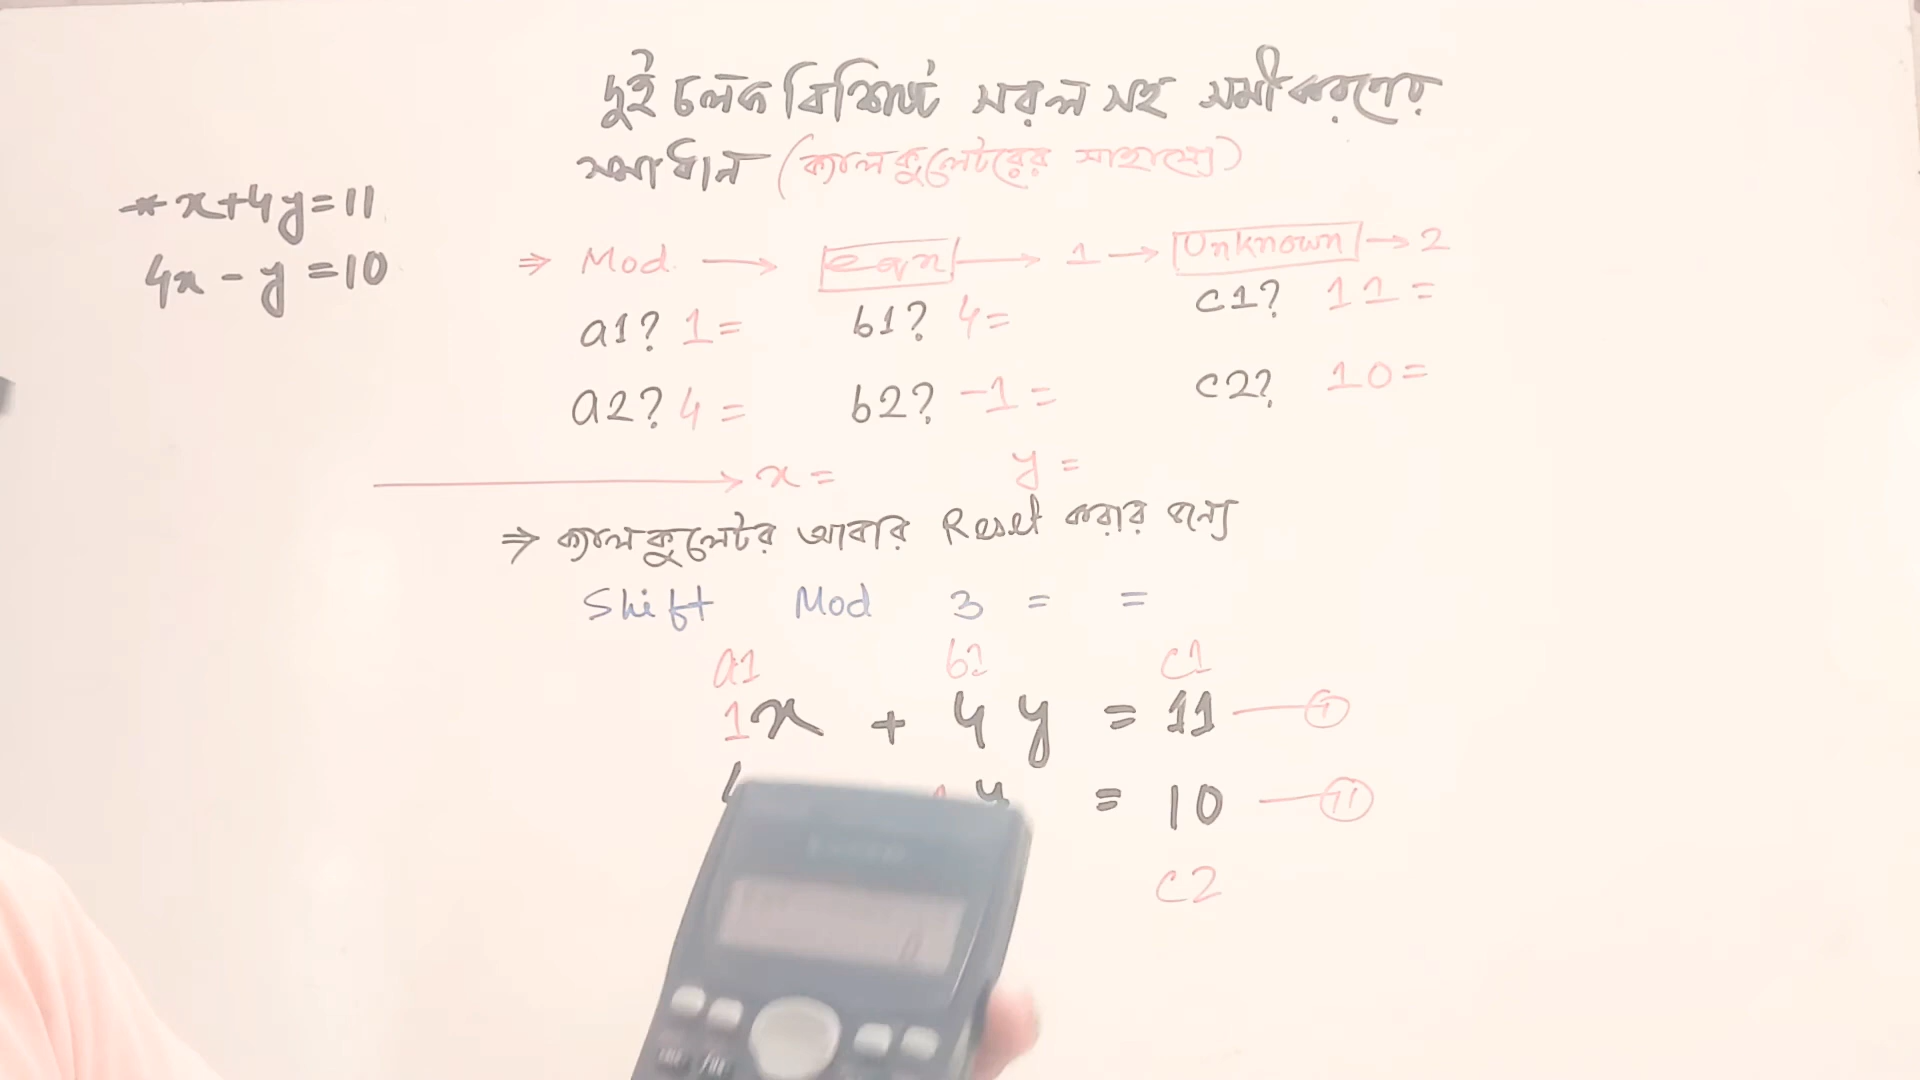 দুই চলক বিশিষ্ট সরল সহ সমীকরণের
সমাধান (ক্যালকুলেটরের সাহায্যে)
* x+4y=11
4x - y =10
⇒ Mod. → eqn → 1 → Unknown → 2
a1? 1= b1? 4= c1? 11=
a2? 4= b2? -1= c2? 10=
→ x= y=
⇒ ক্যালকুলেটর আবার Reset করার জন্য
Shift Mod 3 = =
a1 b1 c1
1x + 4y = 11 — i
4 y = 10 — ii
c2